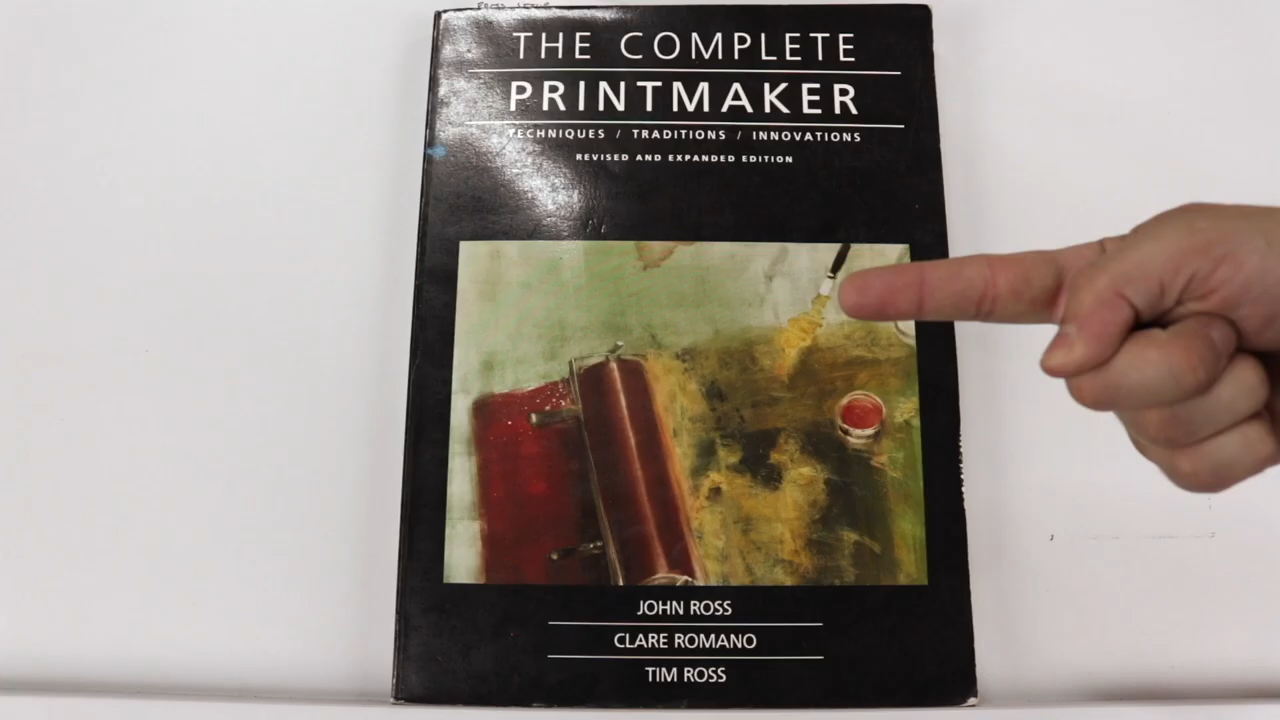 THE COMPLETE
PRINTMAKER
TECHNIQUES / TRADITIONS / INNOVATIONS
REVISED AND EXPANDED EDITION
JOHN ROSS
CLARE ROMANO
TIM ROSS